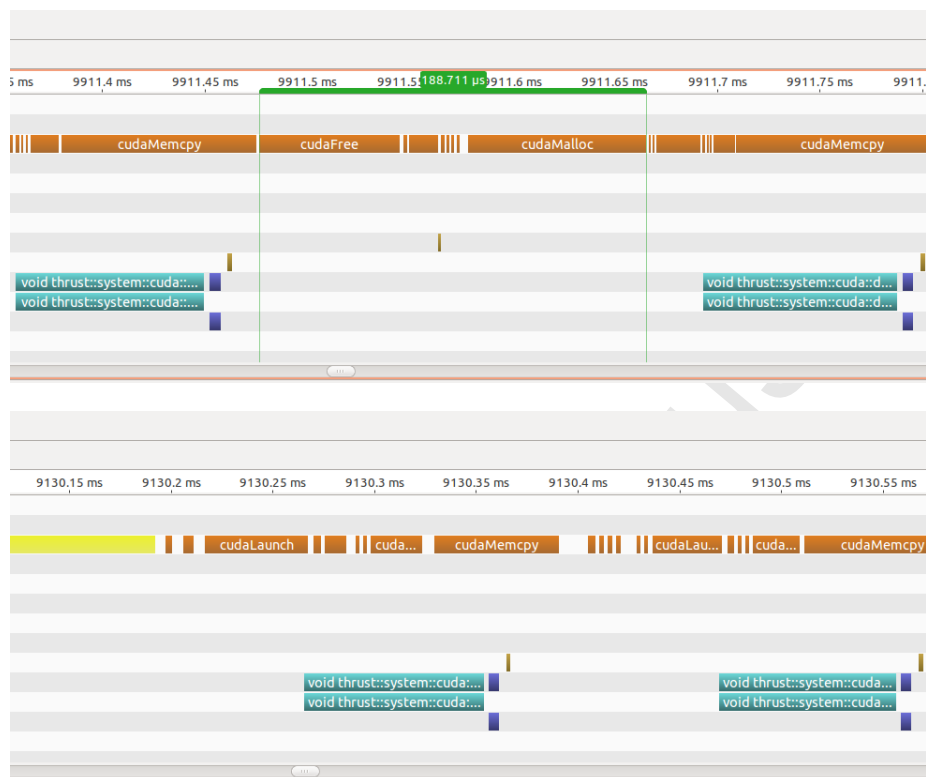 5 ms 9911.4 ms 9911.45 ms 9911.5 ms 9911.5 188.711 µs 9911.6 ms 9911.65 ms 9911.7 ms 9911.75 ms 9911.
cudaMemcpy cudaFree cudaMalloc cudaMemcpy
void thrust::system::cuda::... void thrust::system::cuda::d...
void thrust::system::cuda::... void thrust::system::cuda::d...
9130.15 ms 9130.2 ms 9130.25 ms 9130.3 ms 9130.35 ms 9130.4 ms 9130.45 ms 9130.5 ms 9130.55 ms
cudaLaunch cuda... cudaMemcpy cudaLau... cuda... cudaMemcpy
void thrust::system::cuda:... void thrust::system::cuda...
void thrust::system::cuda:... void thrust::system::cuda...